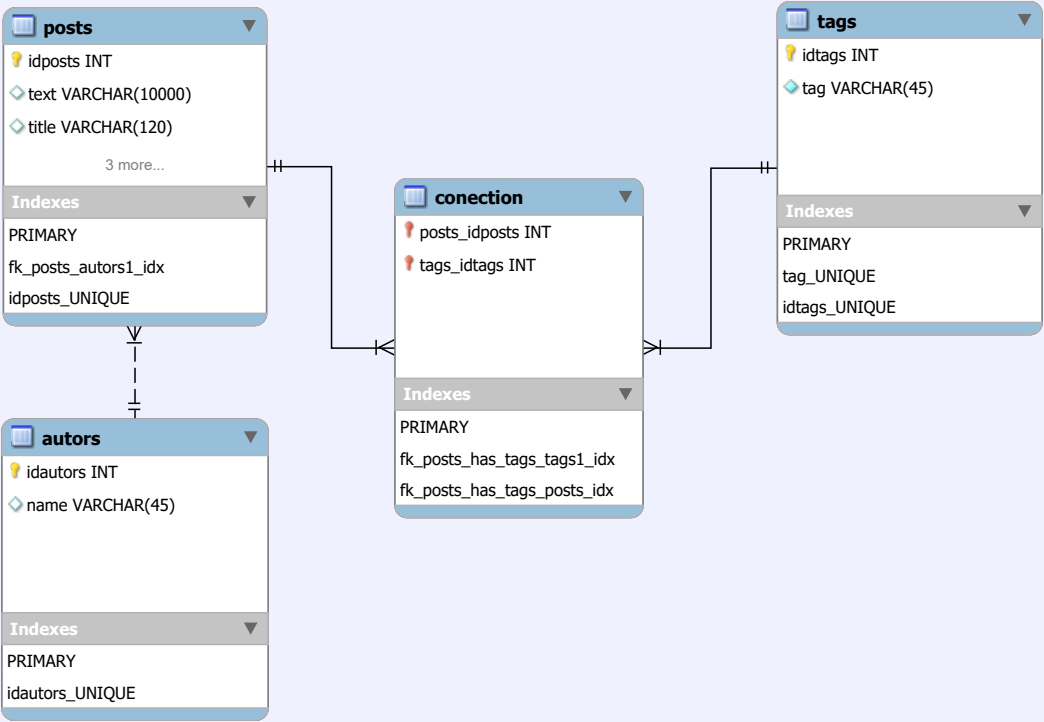 posts
idposts INT
text VARCHAR(10000)
title VARCHAR(120)
3 more...
Indexes
PRIMARY
fk_posts_autors1_idx
idposts_UNIQUE
autors
idautors INT
name VARCHAR(45)
Indexes
PRIMARY
idautors_UNIQUE
conection
posts_idposts INT
tags_idtags INT
Indexes
PRIMARY
fk_posts_has_tags_tags1_idx
fk_posts_has_tags_posts_idx
tags
idtags INT
tag VARCHAR(45)
Indexes
PRIMARY
tag_UNIQUE
idtags_UNIQUE